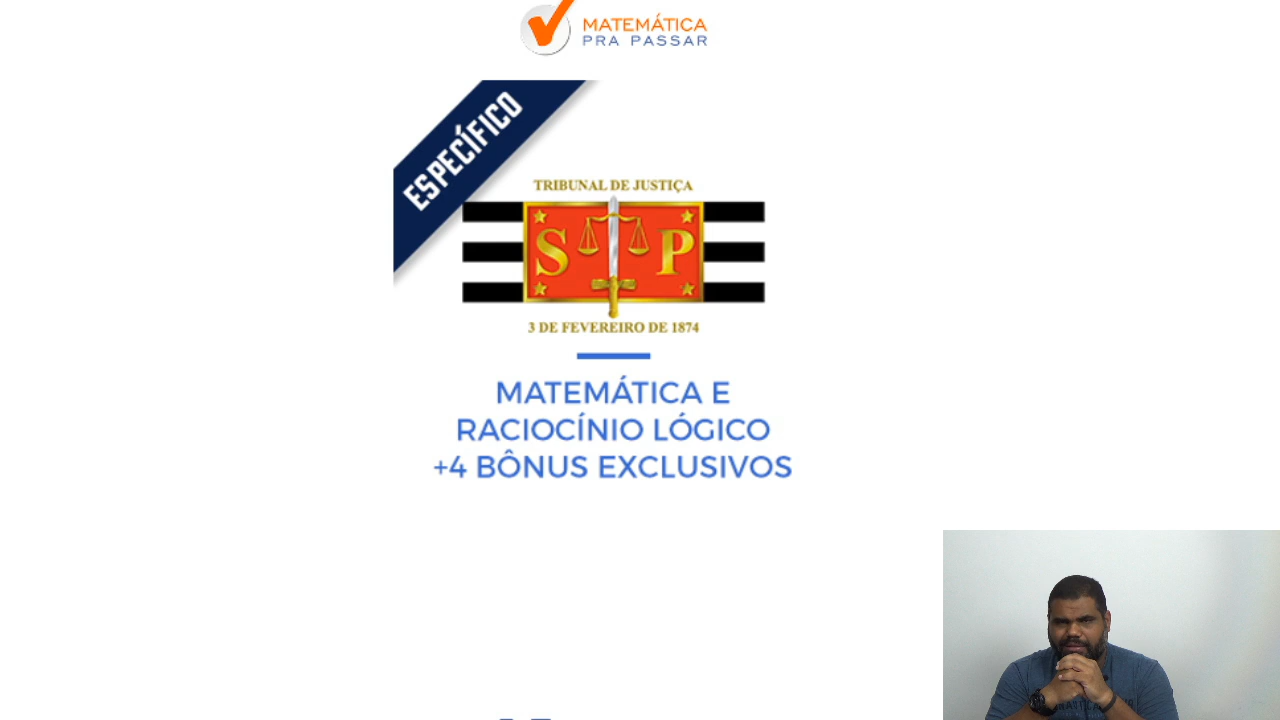 MATEMÁTICA
PRA PASSAR
ESPECÍFICO
TRIBUNAL DE JUSTIÇA
S P
3 DE FEVEREIRO DE 1874
MATEMÁTICA E
RACIOCÍNIO LÓGICO
+4 BÔNUS EXCLUSIVOS